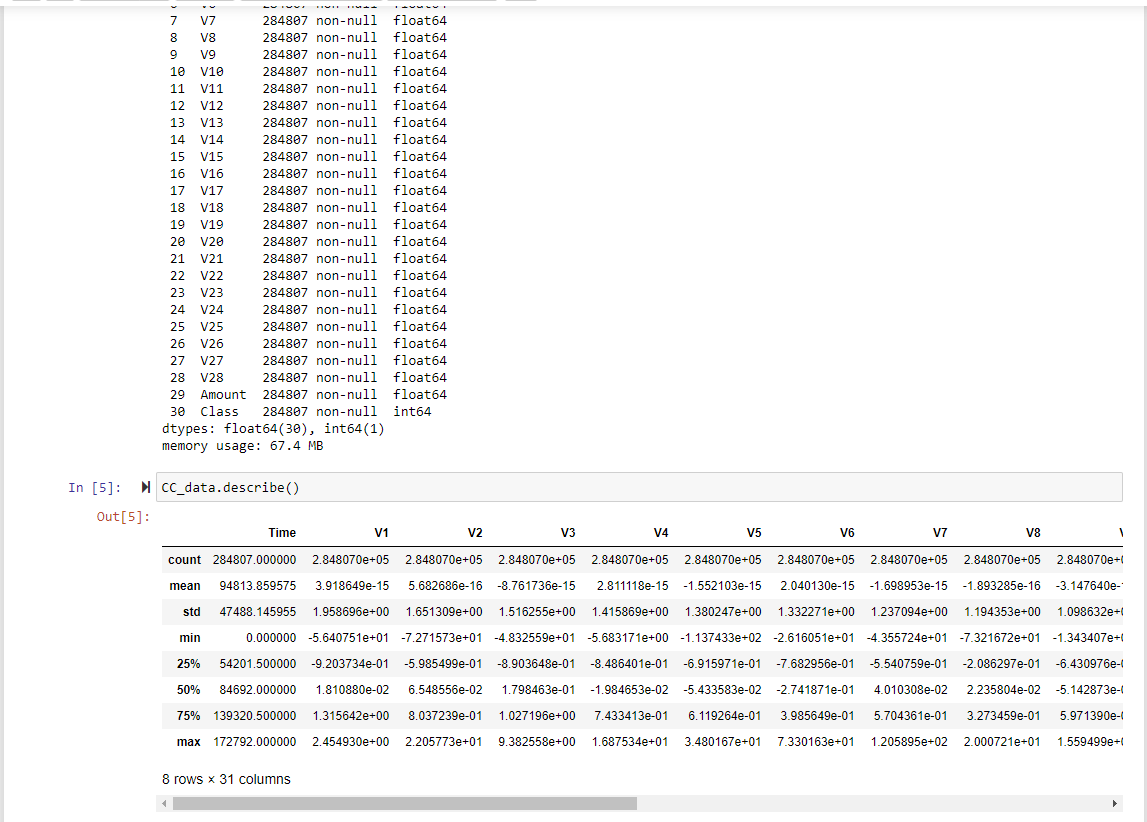 7 V7 284807 non-null float64
8 V8 284807 non-null float64
9 V9 284807 non-null float64
10 V10 284807 non-null float64
11 V11 284807 non-null float64
12 V12 284807 non-null float64
13 V13 284807 non-null float64
14 V14 284807 non-null float64
15 V15 284807 non-null float64
16 V16 284807 non-null float64
17 V17 284807 non-null float64
18 V18 284807 non-null float64
19 V19 284807 non-null float64
20 V20 284807 non-null float64
21 V21 284807 non-null float64
22 V22 284807 non-null float64
23 V23 284807 non-null float64
24 V24 284807 non-null float64
25 V25 284807 non-null float64
26 V26 284807 non-null float64
27 V27 284807 non-null float64
28 V28 284807 non-null float64
29 Amount 284807 non-null float64
30 Class 284807 non-null int64
dtypes: float64(30), int64(1)
memory usage: 67.4 MB
In [5]: CC_data.describe()
Out[5]:
Time V1 V2 V3 V4 V5 V6 V7 V8
count 284807.000000 2.848070e+05 2.848070e+05 2.848070e+05 2.848070e+05 2.848070e+05 2.848070e+05 2.848070e+05 2.848070e+05 2.848070e+0
mean 94813.859575 3.918649e-15 5.682686e-16 -8.761736e-15 2.811118e-15 -1.552103e-15 2.040130e-15 -1.698953e-15 -1.893285e-16 -3.147640e-
std 47488.145955 1.958696e+00 1.651309e+00 1.516255e+00 1.415869e+00 1.380247e+00 1.332271e+00 1.237094e+00 1.194353e+00 1.098632e+0
min 0.000000 -5.640751e+01 -7.271573e+01 -4.832559e+01 -5.683171e+00 -1.137433e+02 -2.616051e+01 -4.355724e+01 -7.321672e+01 -1.343407e+0
25% 54201.500000 -9.203734e-01 -5.985499e-01 -8.903648e-01 -8.486401e-01 -6.915971e-01 -7.682956e-01 -5.540759e-01 -2.086297e-01 -6.430976e-
50% 84692.000000 1.810880e-02 6.548556e-02 1.798463e-01 -1.984653e-02 -5.433583e-02 -2.741871e-01 4.010308e-02 2.235804e-02 -5.142873e-
75% 139320.500000 1.315642e+00 8.037239e-01 1.027196e+00 7.433413e-01 6.119264e-01 3.985649e-01 5.704361e-01 3.273459e-01 5.971390e-
max 172792.000000 2.454930e+00 2.205773e+01 9.382558e+00 1.687534e+01 3.480167e+01 7.330163e+01 1.205895e+02 2.000721e+01 1.559499e+0
8 rows × 31 columns